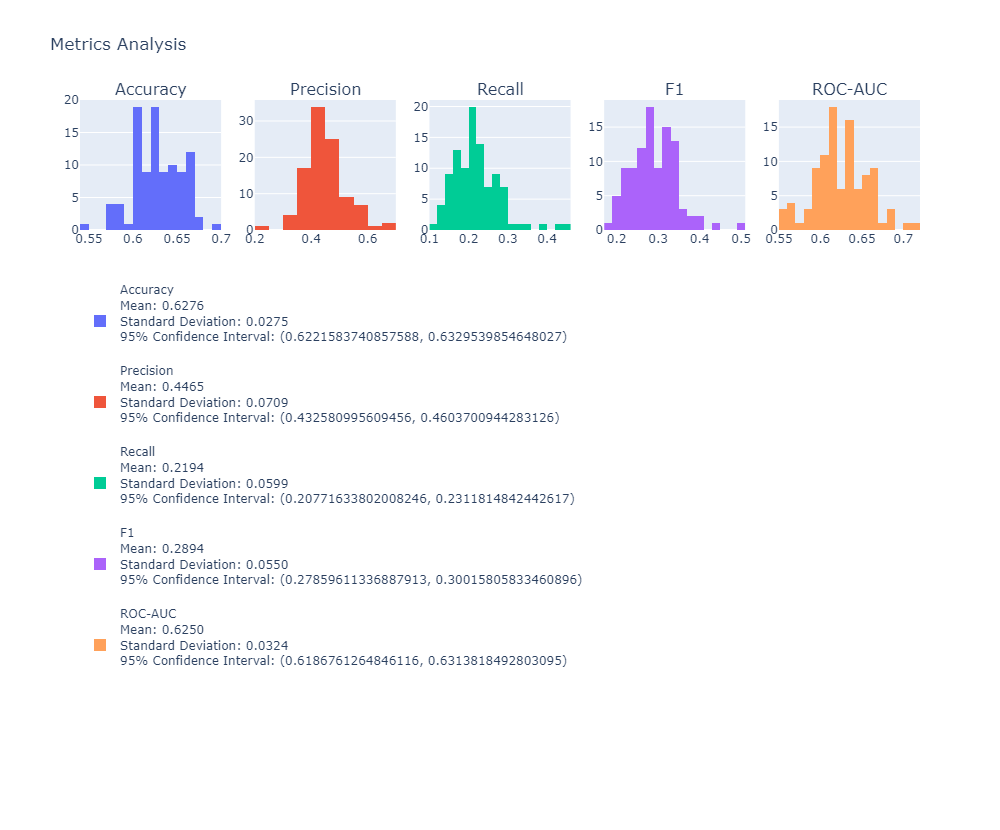 Metrics Analysis
Accuracy Precision Recall F1 ROC-AUC
20
15
10
5
0
0.55 0.6 0.65 0.7
30
20
10
0
0.2 0.4 0.6
20
15
10
5
0
0.1 0.2 0.3 0.4
15
10
5
0
0.2 0.3 0.4 0.5
15
10
5
0
0.55 0.6 0.65 0.7
Accuracy
Mean: 0.6276
Standard Deviation: 0.0275
95% Confidence Interval: (0.6221583740857588, 0.6329539854648027)
Precision
Mean: 0.4465
Standard Deviation: 0.0709
95% Confidence Interval: (0.432580995609456, 0.4603700944283126)
Recall
Mean: 0.2194
Standard Deviation: 0.0599
95% Confidence Interval: (0.20771633802008246, 0.2311814842442617)
F1
Mean: 0.2894
Standard Deviation: 0.0550
95% Confidence Interval: (0.27859611336887913, 0.30015805833460896)
ROC-AUC
Mean: 0.6250
Standard Deviation: 0.0324
95% Confidence Interval: (0.6186761264846116, 0.6313818492803095)